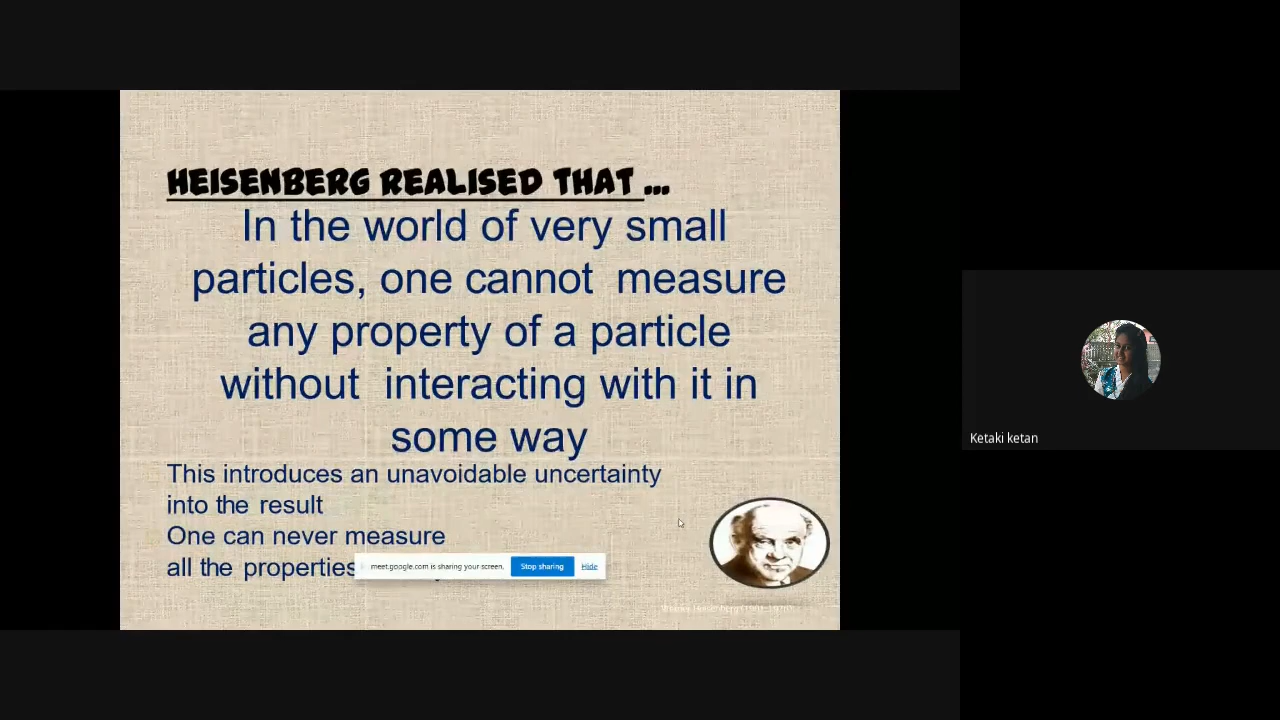 HEISENBERG REALISED THAT ...
In the world of very small
particles, one cannot measure
any property of a particle
without interacting with it in
some way
This introduces an unavoidable uncertainty
into the result
One can never measure
all the properties
meet.google.com is sharing your screen.
Stop sharing
Hide
Ketaki ketan